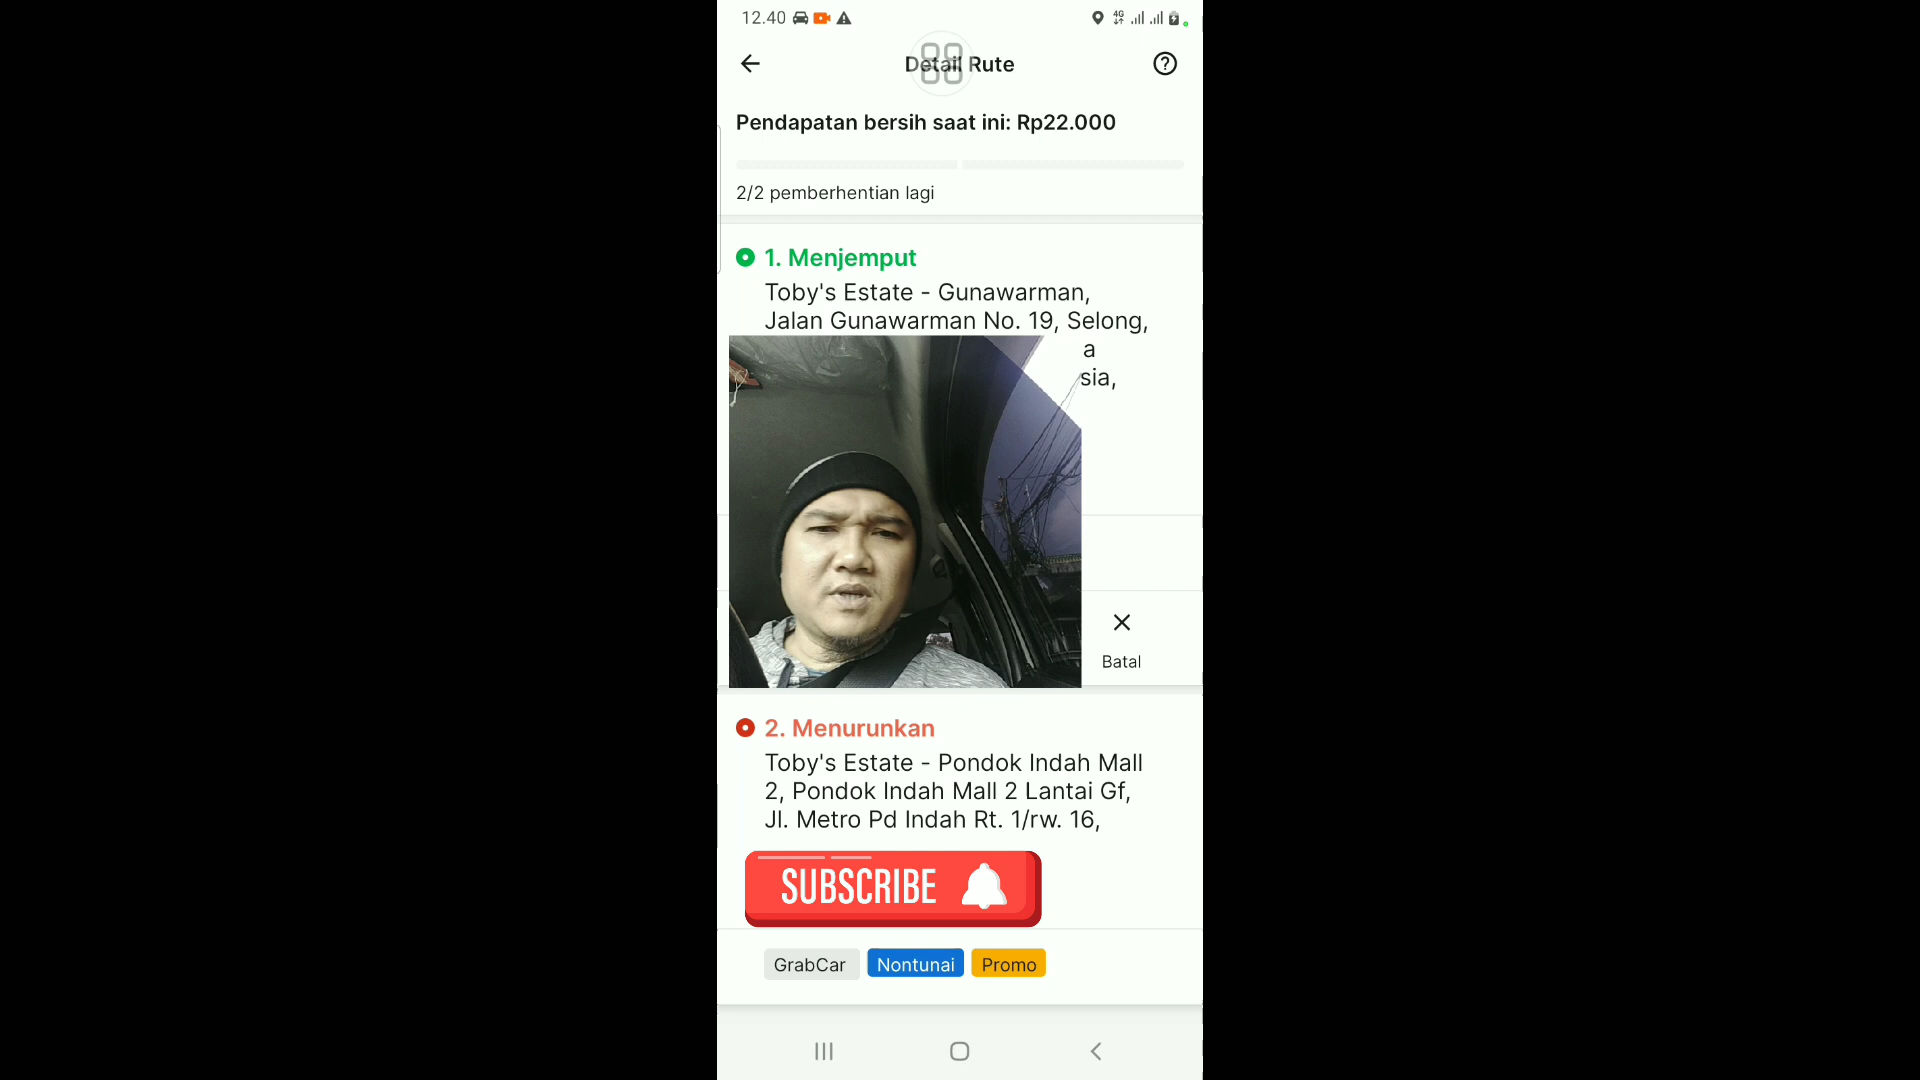 12.40
4G
Detail Rute
Pendapatan bersih saat ini: Rp22.000
2/2 pemberhentian lagi
1. Menjemput
Toby's Estate - Gunawarman,
Jalan Gunawarman No. 19, Selong,
a
sia,
Batal
2. Menurunkan
Toby's Estate - Pondok Indah Mall
2, Pondok Indah Mall 2 Lantai Gf,
Jl. Metro Pd Indah Rt. 1/rw. 16,
SUBSCRIBE
GrabCar Nontunai Promo